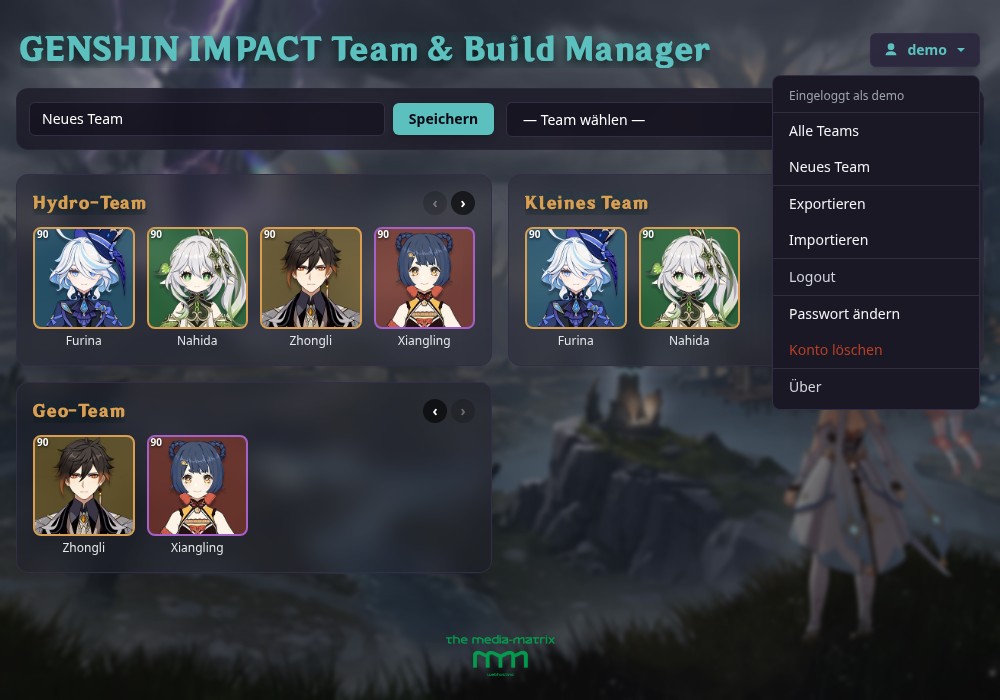 GENSHIN IMPACT Team & Build Manager
demo
Neues Team
Speichern
— Team wählen —
Eingeloggt als demo
Alle Teams
Neues Team
Exportieren
Importieren
Logout
Passwort ändern
Konto löschen
Über
Hydro-Team
90
90
90
90
Furina
Nahida
Zhongli
Xiangling
Kleines Team
90
90
Furina
Nahida
Geo-Team
90
90
Zhongli
Xiangling
the media-matrix